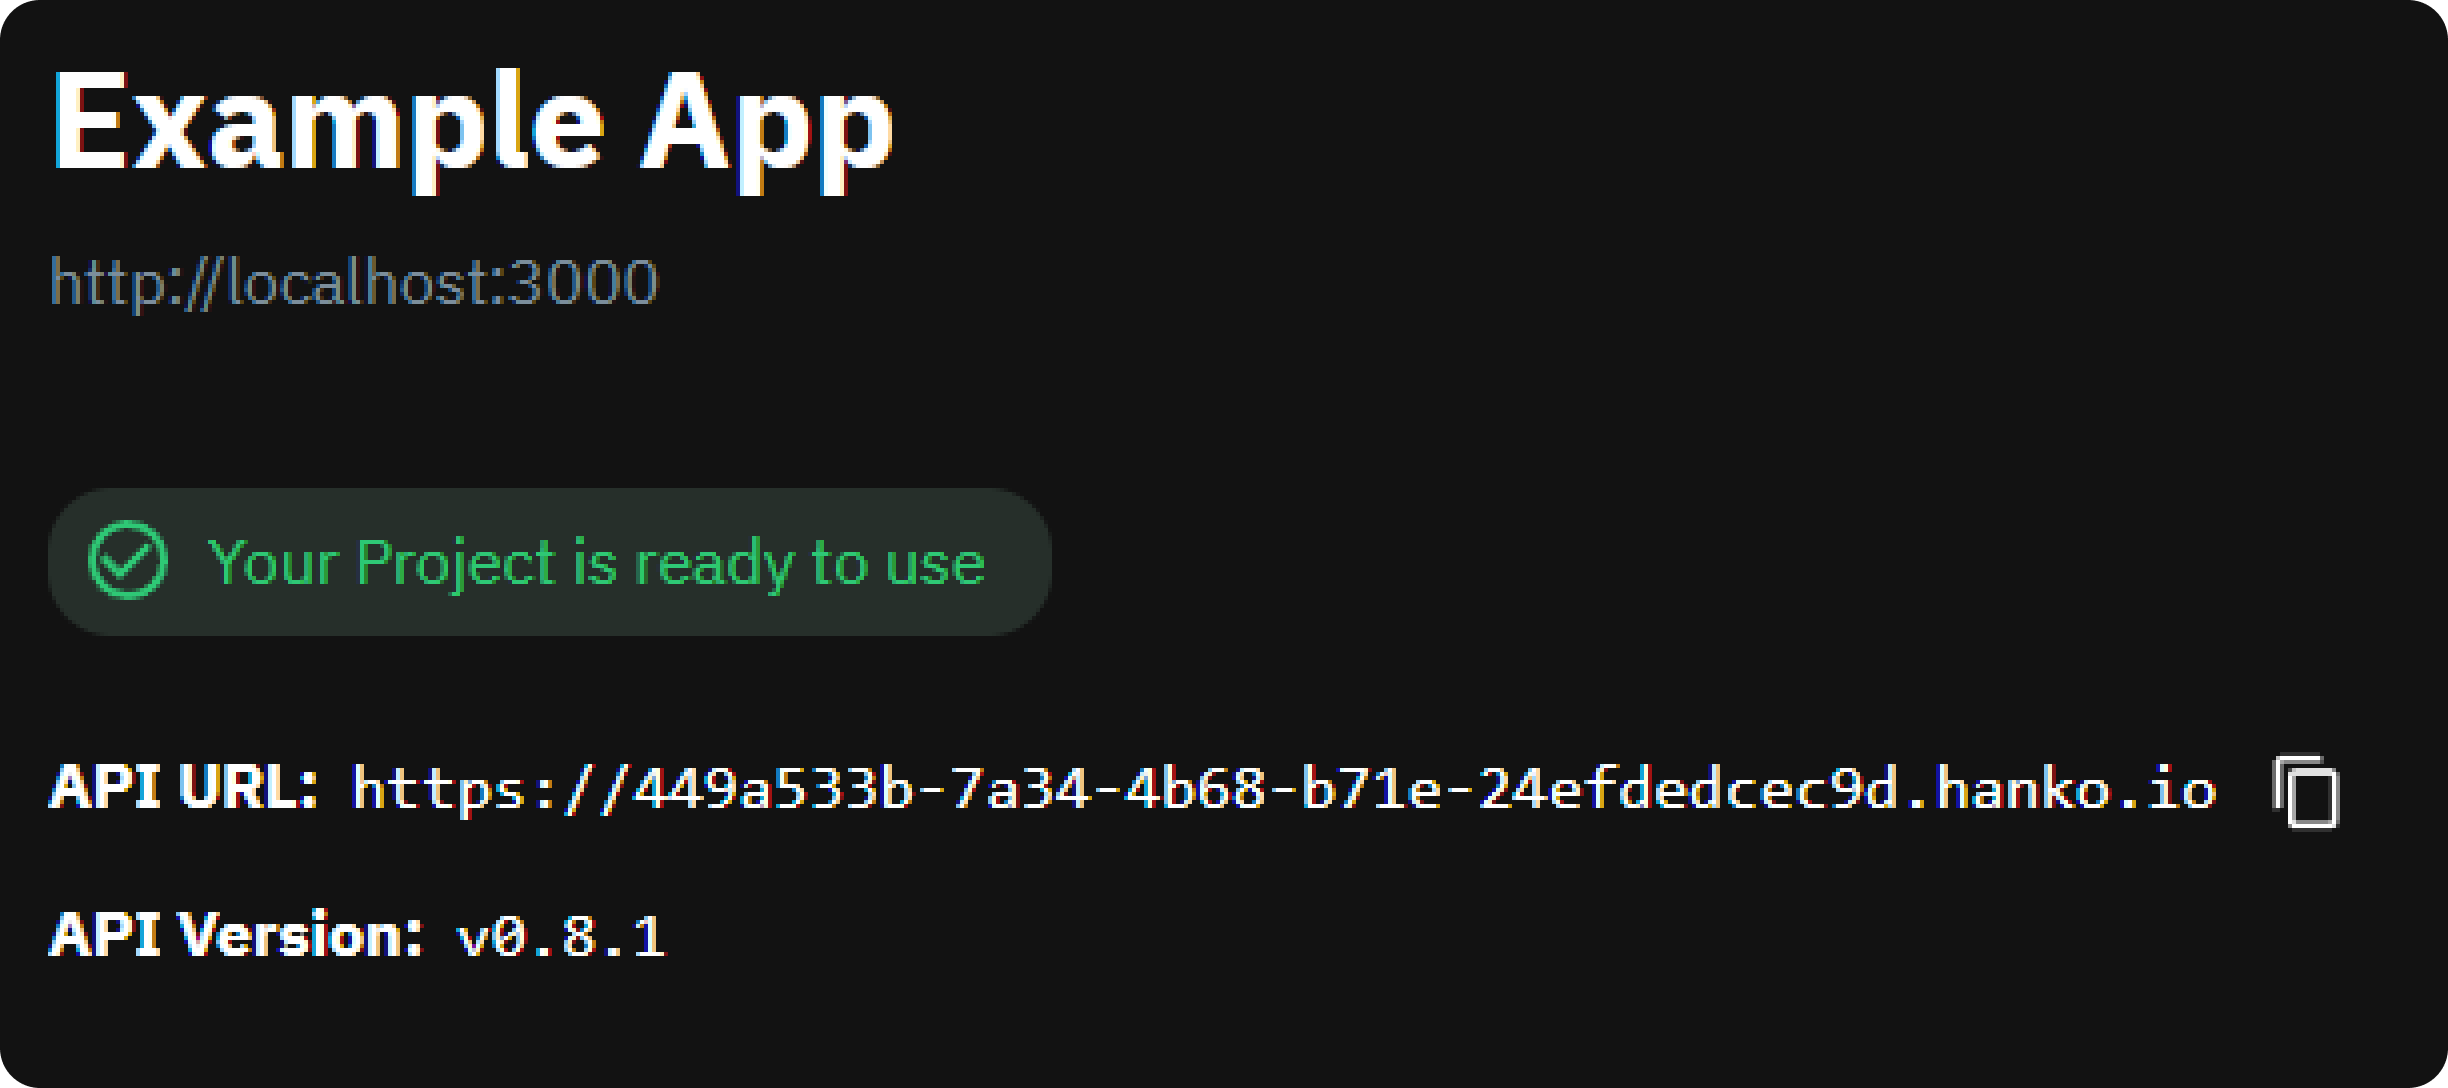 Example App
http://localhost:3000
Your Project is ready to use
API URL: https://449a533b-7a34-4b68-b71e-24efdedcec9d.hanko.io
API Version: v0.8.1